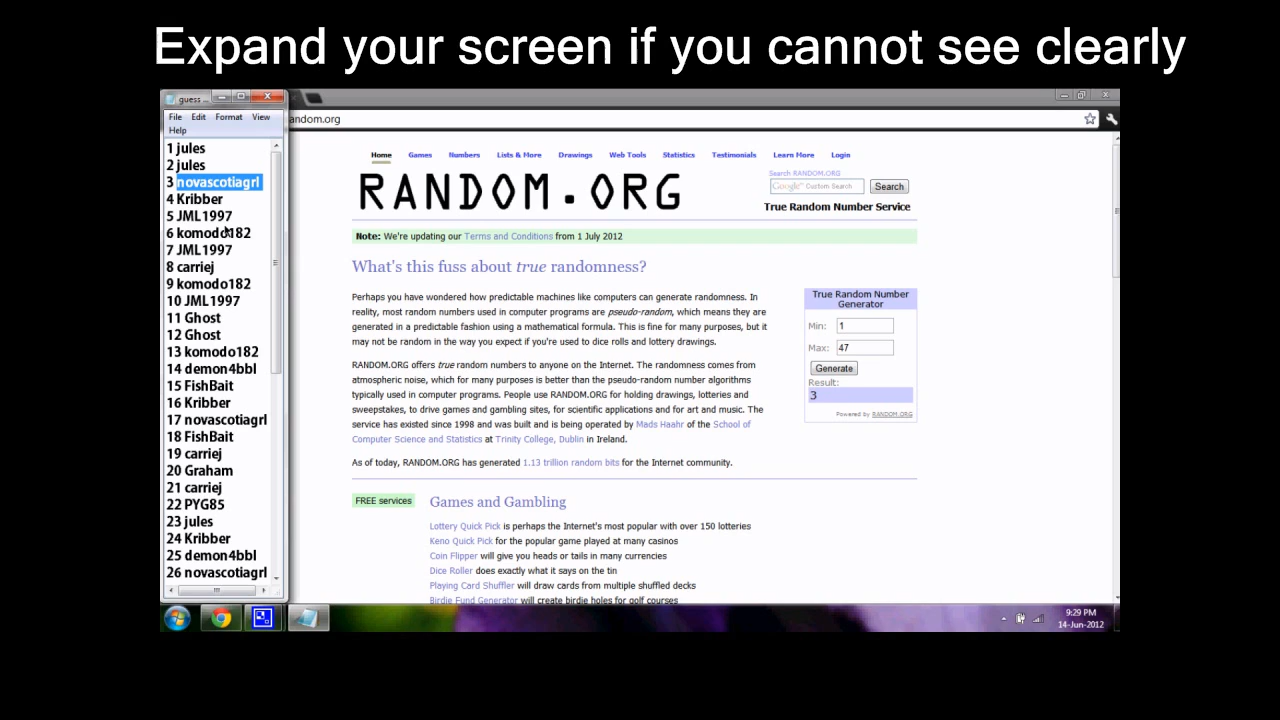 Expand your screen if you cannot see clearly
guess ...
andom.org
File Edit Format View
Help
1 jules
2 jules
3 novascotiagrl
4 Kribber
5 JML1997
6 komodo182
7 JML1997
8 carriej
9 komodo182
10 JML1997
11 Ghost
12 Ghost
13 komodo182
14 demon4bbl
15 FishBait
16 Kribber
17 novascotiagrl
18 FishBait
19 carriej
20 Graham
21 carriej
22 PYG85
23 jules
24 Kribber
25 demon4bbl
26 novascotiagrl
Home Games Numbers Lists & More Drawings Web Tools Statistics Testimonials Learn More Login
RANDOM.ORG
Search RANDOM.ORG
Google™ Custom Search Search
True Random Number Service
Note: We're updating our Terms and Conditions from 1 July 2012
What's this fuss about true randomness?
Perhaps you have wondered how predictable machines like computers can generate randomness. In
reality, most random numbers used in computer programs are pseudo-random, which means they are
generated in a predictable fashion using a mathematical formula. This is fine for many purposes, but it
may not be random in the way you expect if you're used to dice rolls and lottery drawings.
RANDOM.ORG offers true random numbers to anyone on the Internet. The randomness comes from
atmospheric noise, which for many purposes is better than the pseudo-random number algorithms
typically used in computer programs. People use RANDOM.ORG for holding drawings, lotteries and
sweepstakes, to drive games and gambling sites, for scientific applications and for art and music. The
service has existed since 1998 and was built and is being operated by Mads Haahr of the School of
Computer Science and Statistics at Trinity College, Dublin in Ireland.
As of today, RANDOM.ORG has generated 1.13 trillion random bits for the Internet community.
True Random Number
Generator
Min: 1
Max: 47
Generate
Result:
3
Powered by RANDOM.ORG
FREE services
Games and Gambling
Lottery Quick Pick is perhaps the Internet's most popular with over 150 lotteries
Keno Quick Pick for the popular game played at many casinos
Coin Flipper will give you heads or tails in many currencies
Dice Roller does exactly what it says on the tin
Playing Card Shuffler will draw cards from multiple shuffled decks
Birdie Fund Generator will create birdie holes for golf courses
9:29 PM
14-Jun-2012